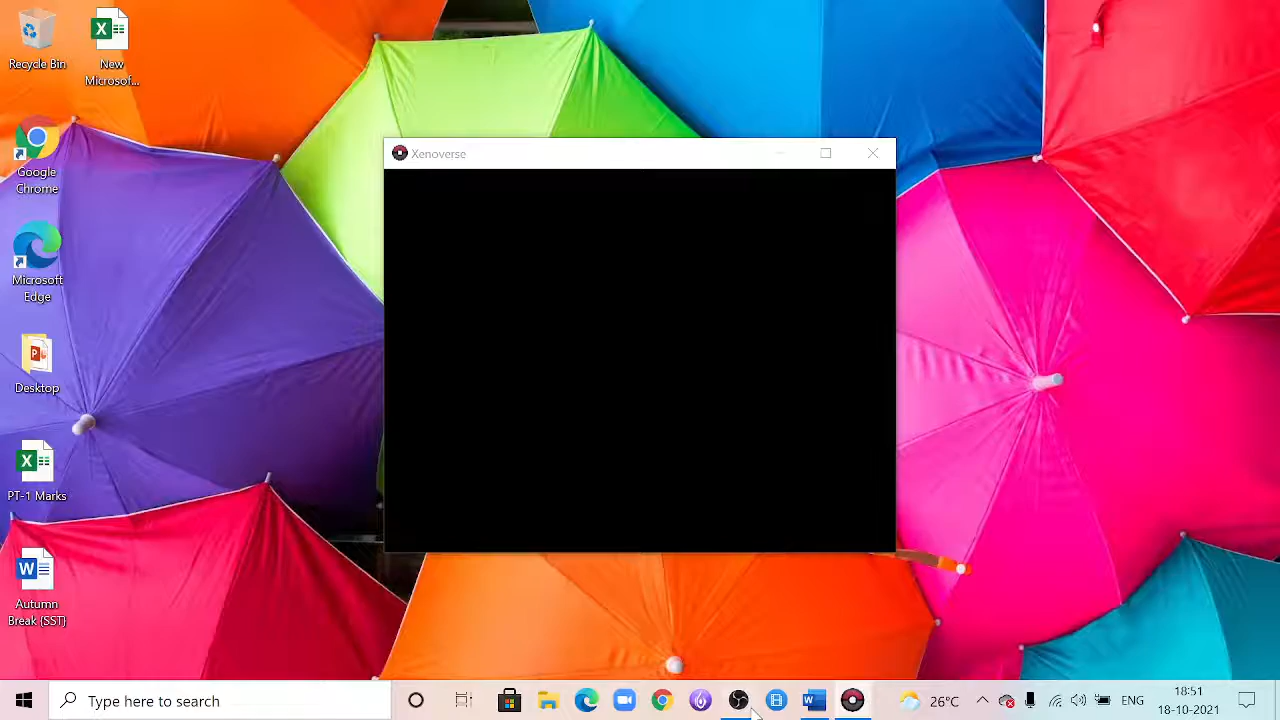 Recycle Bin
New
Microsof...
Google
Chrome
Microsoft
Edge
Desktop
PT-1 Marks
Autumn
Break (SST)
Xenoverse
Type here to search
26°C
ENG
18:51
18-10-2021